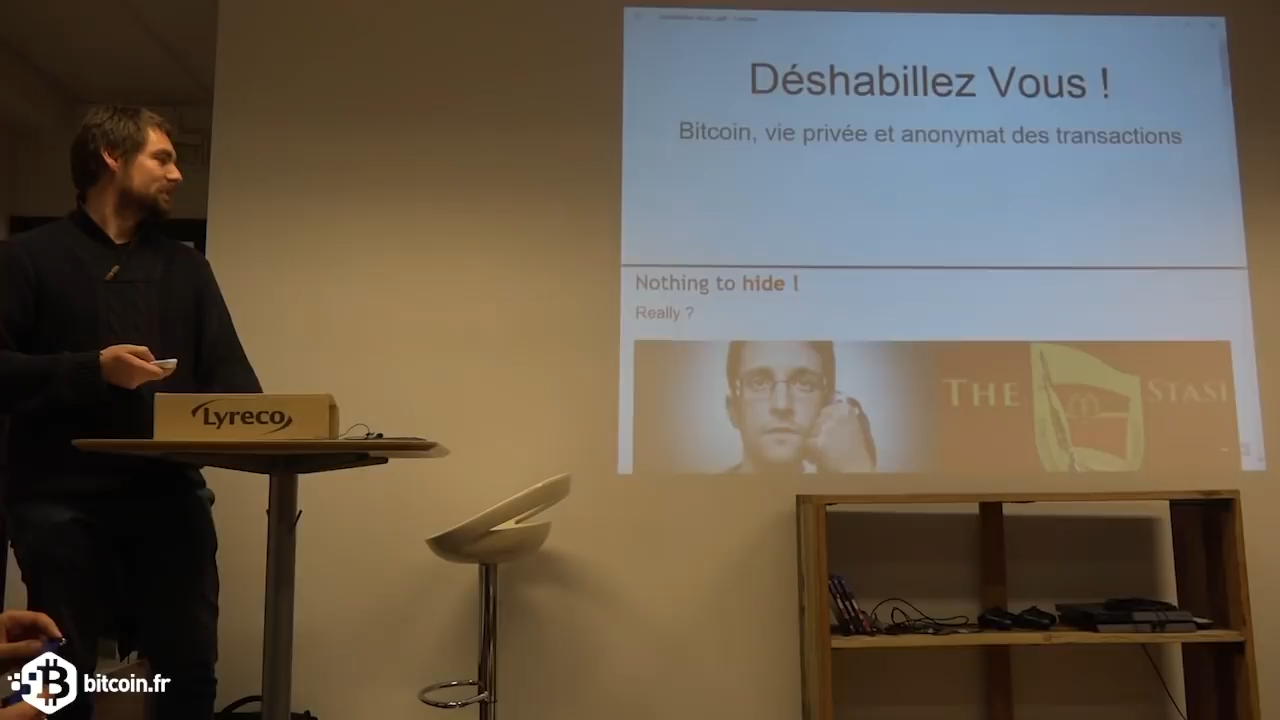 Déshabillez Vous !
Bitcoin, vie privée et anonymat des transactions
Nothing to hide !
Really ?
THE STASI
Lyreco
bitcoin.fr